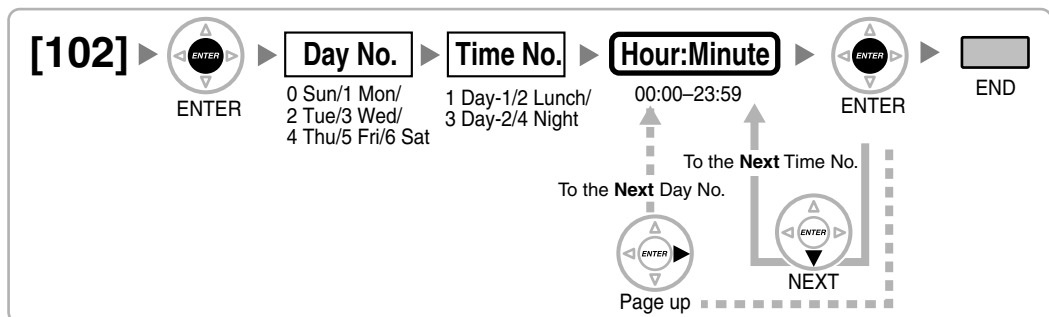 [102]
ENTER
ENTER
Day No.
0 Sun/1 Mon/
2 Tue/3 Wed/
4 Thu/5 Fri/6 Sat
Time No.
1 Day-1/2 Lunch/
3 Day-2/4 Night
Hour:Minute
00:00–23:59
ENTER
ENTER
END
To the Next Time No.
To the Next Day No.
ENTER
Page up
ENTER
NEXT